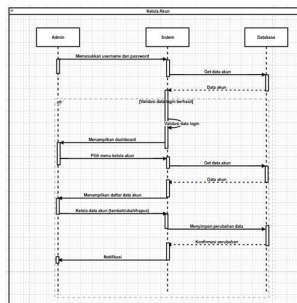 Kelola Akun
Admin
Sistem
Database
Memasukkan username dan password
Get data akun
Data akun
alt
[Validasi data login berhasil]
Validasi data login
Menampilkan dashboard
Pilih menu kelola akun
Get data akun
Data akun
Menampilkan daftar data akun
Kelola data akun (tambah/ubah/hapus)
Menyimpan perubahan data
Konfirmasi perubahan
Notifikasi